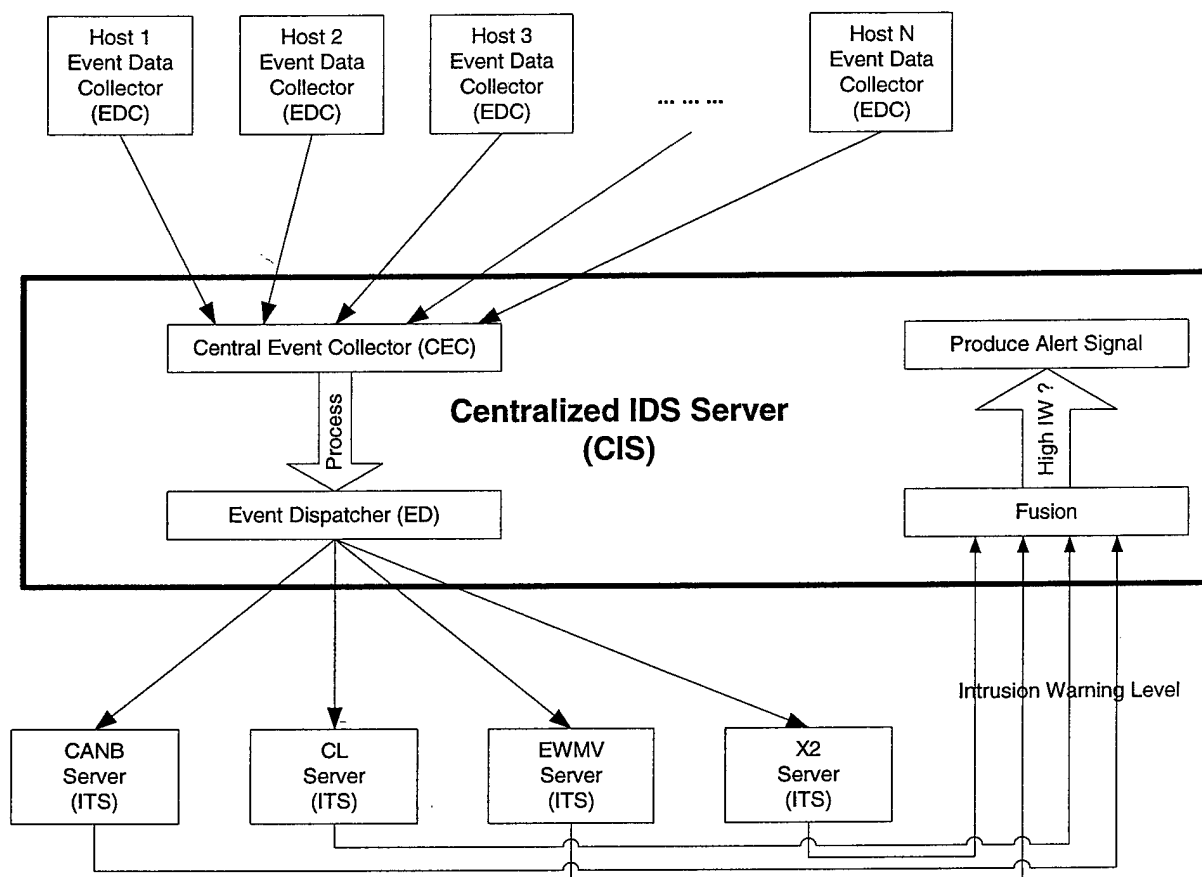 Host 1
Event Data
Collector
(EDC)
Host 2
Event Data
Collector
(EDC)
Host 3
Event Data
Collector
(EDC)
... ... ...
Host N
Event Data
Collector
(EDC)
Central Event Collector (CEC)
Produce Alert Signal
Process
Centralized IDS Server
(CIS)
High IW ?
Event Dispatcher (ED)
Fusion
Intrusion Warning Level
CANB
Server
(ITS)
CL
Server
(ITS)
EWMV
Server
(ITS)
X2
Server
(ITS)